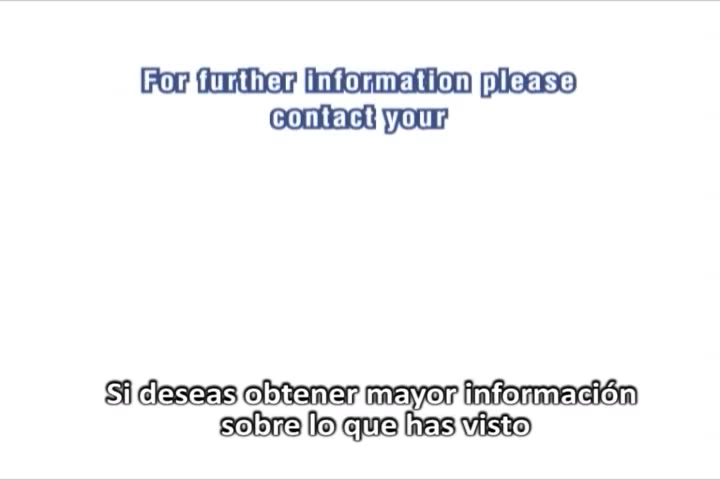 For further information please
contact your
Si deseas obtener mayor información
sobre lo que has visto